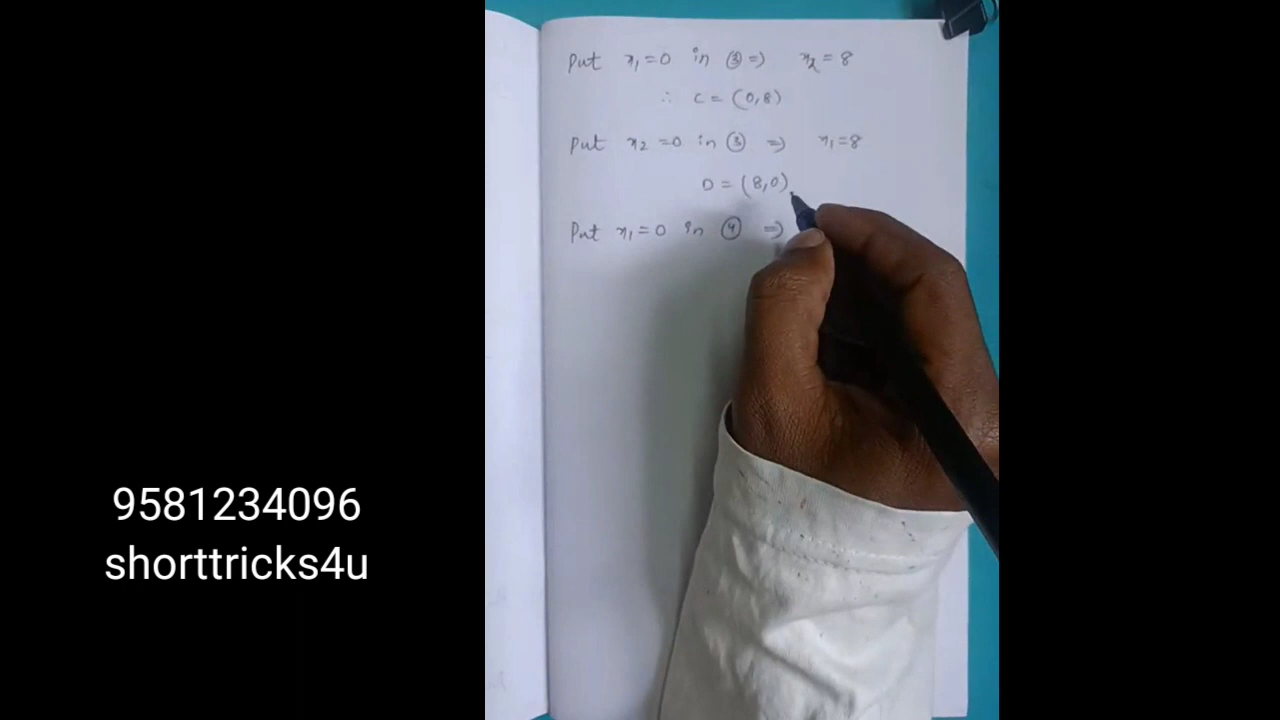 Put x₁=0 in ③ => x₂=8
∴ C=(0,8)
Put x₂=0 in ③ => x₁=8
D=(8,0)
Put x₁=0 in ④ =>
9581234096
shorttricks4u